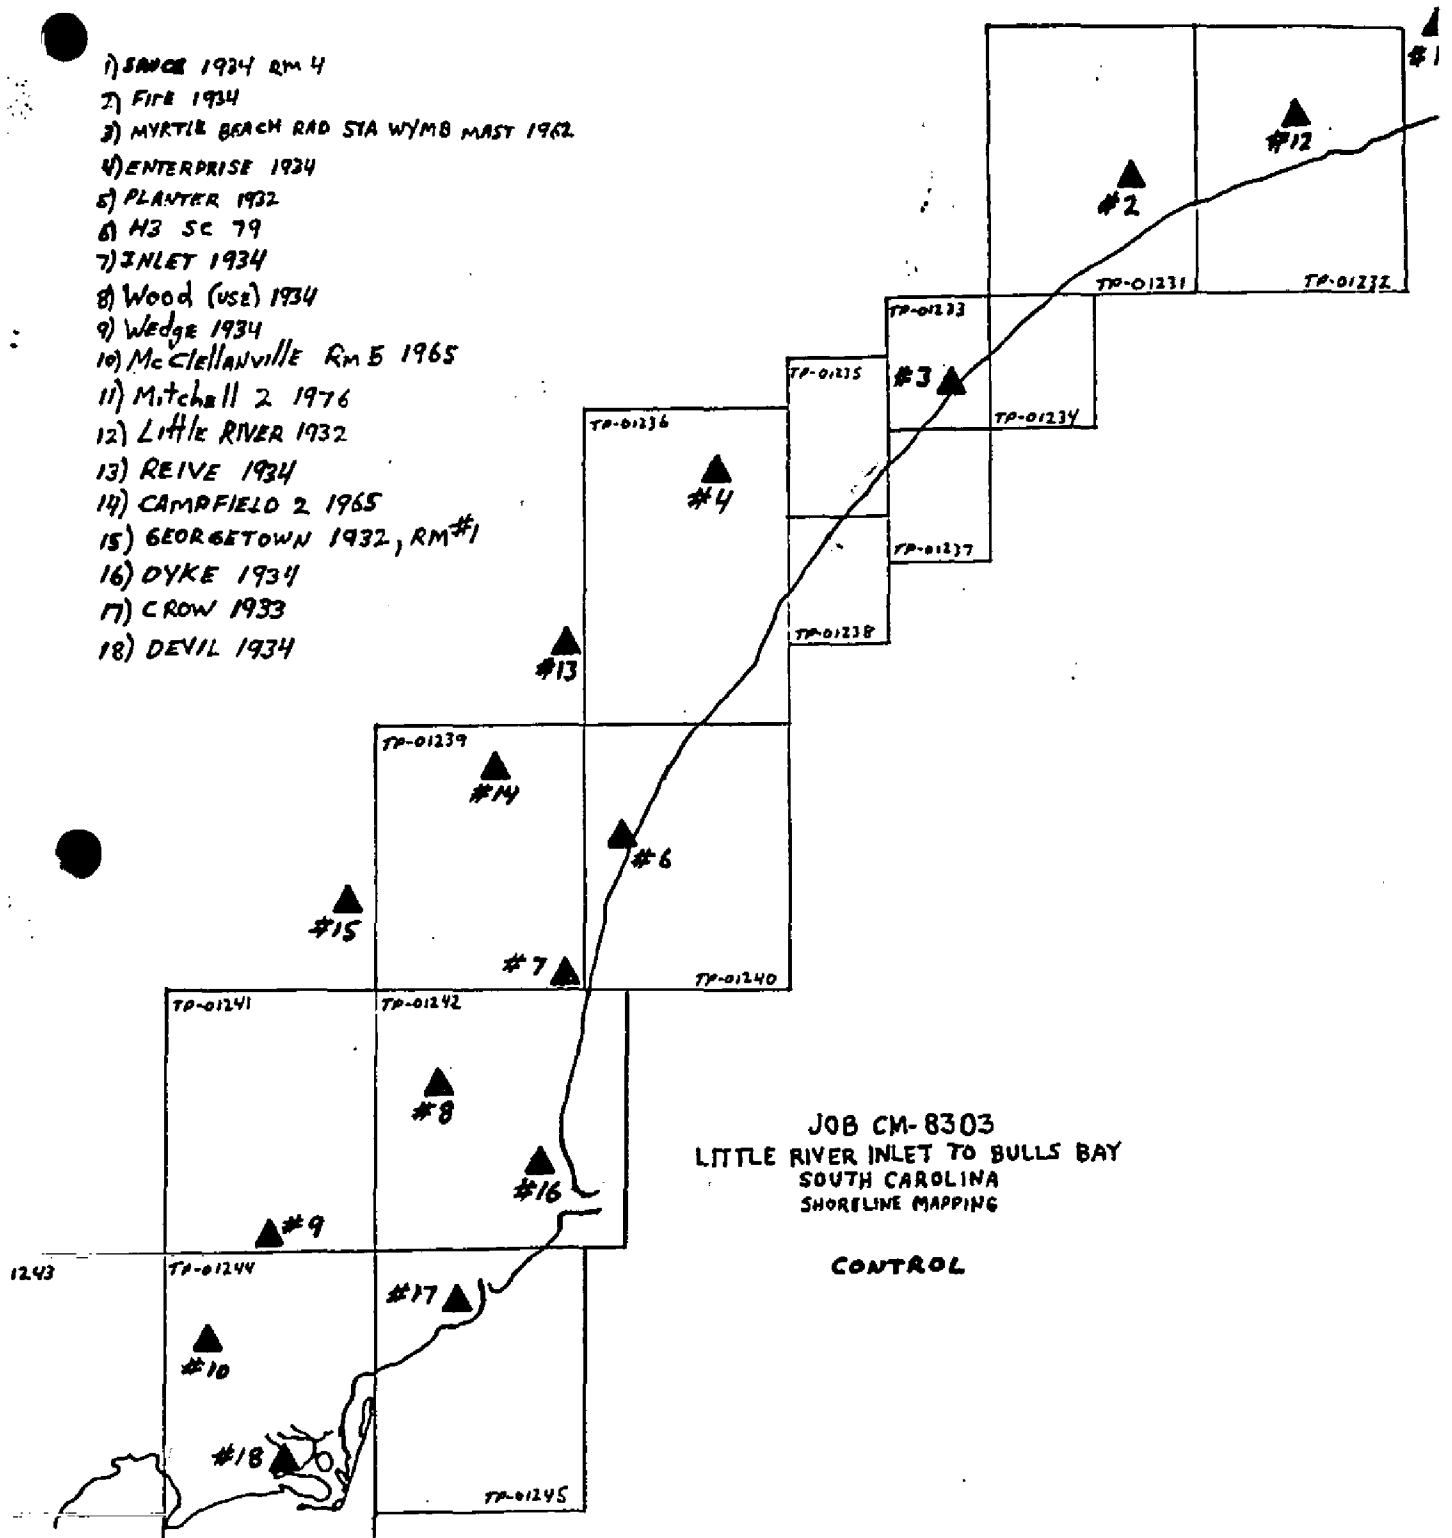 1) SAUCE 1934 RM 4
2) FIFE 1934
3) MYRTLE BEACH RAD STA WYMB MAST 1962
4) ENTERPRISE 1934
5) PLANTER 1932
6) H3 SC 79
7) INLET 1934
8) Wood (USE) 1934
9) WEdgE 1934
10) McClellanville Rm 5 1965
11) Mitchell 2 1976
12) Little RIVER 1932
13) REIVE 1934
14) CAMPFIELD 2 1965
15) GEORGETOWN 1932, RM #1
16) DYKE 1934
17) CROW 1933
18) DEVIL 1934
#1
#12
#2
TP-01231
TP-01232
TP-01233
TP-01235
#3
TP-01234
TP-01236
#4
TP-01237
TP-01238
#13
TP-01239
#14
#6
#15
#7
TP-01240
TP-01241
TP-01242
#8
#16
#9
JOB CM-8303
LITTLE RIVER INLET TO BULLS BAY
SOUTH CAROLINA
SHORELINE MAPPING
CONTROL
1243
TP-01244
#17
#10
#18
TP-01245